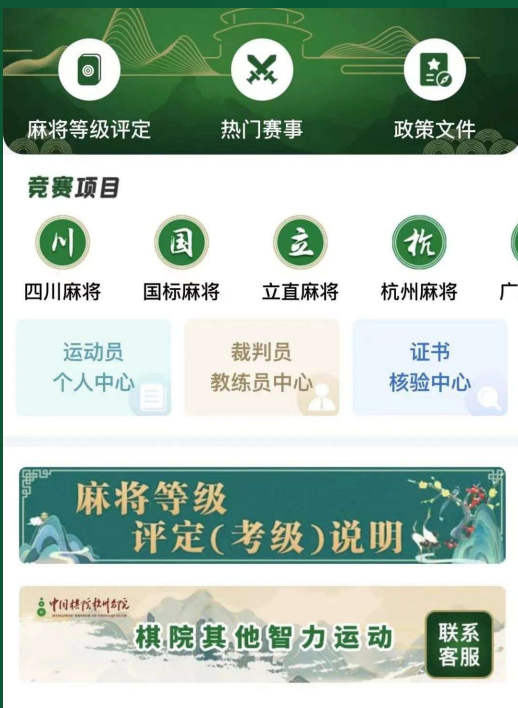 麻将等级评定
热门赛事
政策文件
竞赛项目
川
国
立
杭
四川麻将
国标麻将
立直麻将
杭州麻将
广
运动员
个人中心
裁判员
教练员中心
证书
核验中心
麻将等级
评定(考级)说明
中国棋院杭州分院
棋院其他智力运动
联系
客服